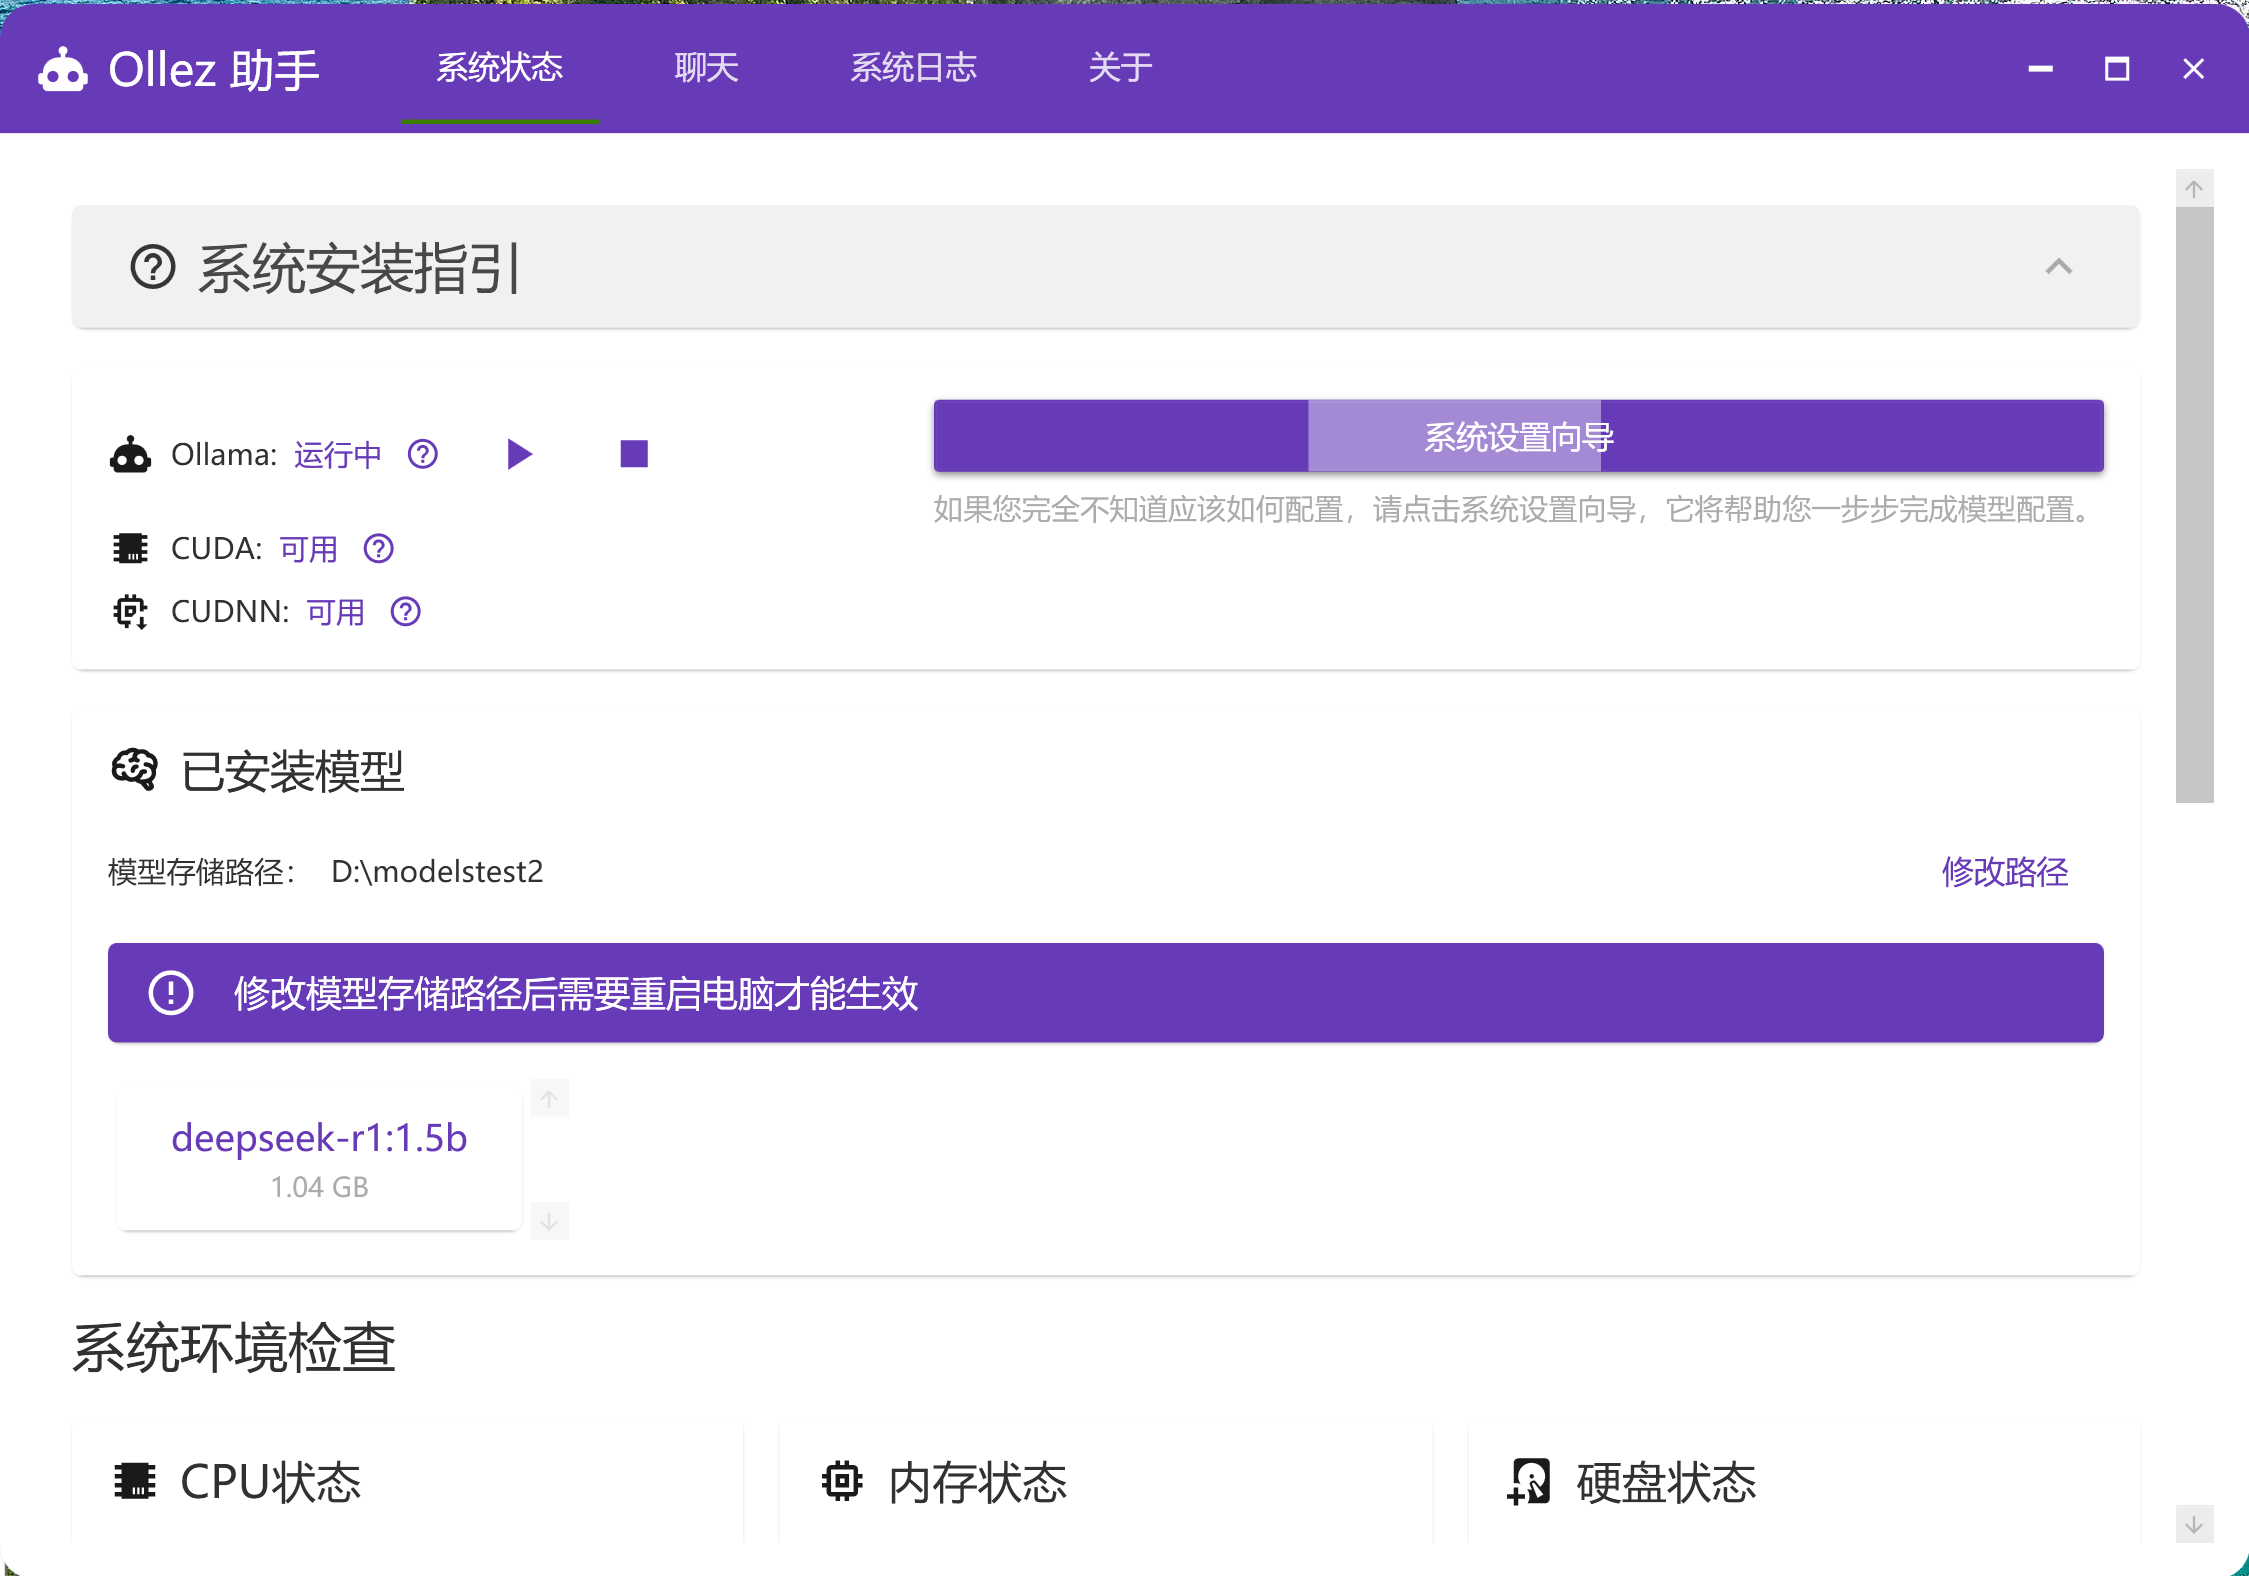 Ollez 助手
系统状态
聊天
系统日志
关于
系统安装指引
Ollama: 运行中
系统设置向导
如果您完全不知道应该如何配置，请点击系统设置向导，它将帮助您一步步完成模型配置。
CUDA: 可用
CUDNN: 可用
已安装模型
模型存储路径： D:\modelstest2
修改路径
修改模型存储路径后需要重启电脑才能生效
deepseek-r1:1.5b
1.04 GB
系统环境检查
CPU状态
内存状态
硬盘状态